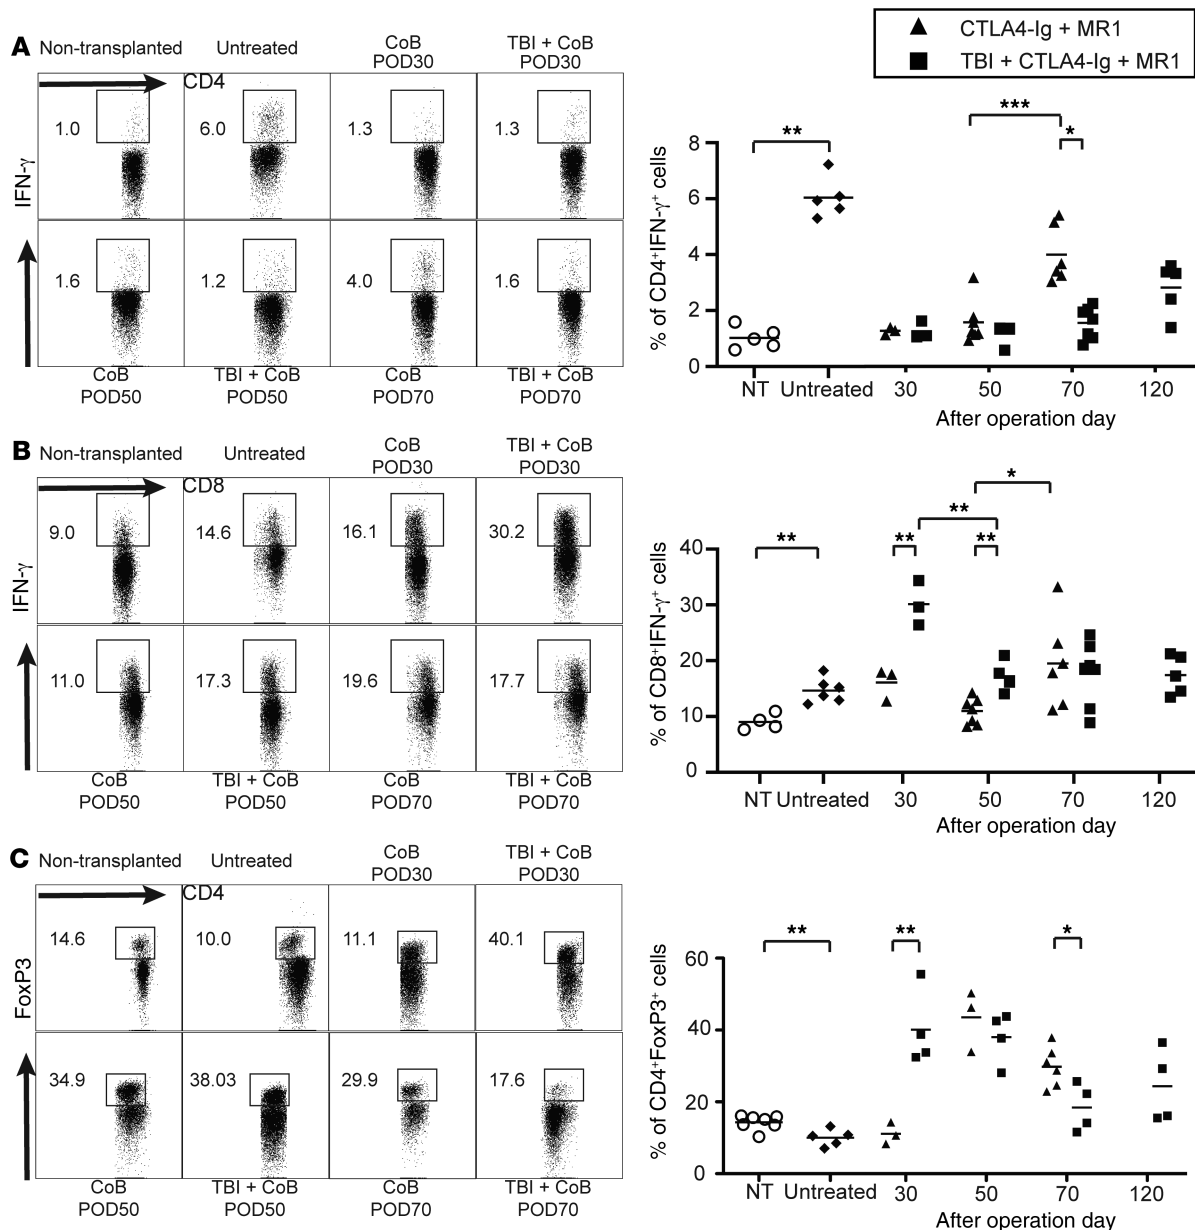 CTLA4-Ig + MR1
TBI + CTLA4-Ig + MR1
A
Non-transplanted
Untreated
CoB
POD30
TBI + CoB
POD30
CD4
IFN-γ
1.0
6.0
1.3
1.3
1.6
1.2
4.0
1.6
CoB
POD50
TBI + CoB
POD50
CoB
POD70
TBI + CoB
POD70
% of CD4⁺IFN-γ⁺ cells
8
6
4
2
0
**
***
*
NT
Untreated
30
50
70
120
After operation day
B
Non-transplanted
Untreated
CoB
POD30
TBI + CoB
POD30
CD8
IFN-γ
9.0
14.6
16.1
30.2
11.0
17.3
19.6
17.7
CoB
POD50
TBI + CoB
POD50
CoB
POD70
TBI + CoB
POD70
% of CD8⁺IFN-γ⁺ cells
40
30
20
10
0
**
**
**
**
*
NT
Untreated
30
50
70
120
After operation day
C
Non-transplanted
Untreated
CoB
POD30
TBI + CoB
POD30
CD4
FoxP3
14.6
10.0
11.1
40.1
34.9
38.03
29.9
17.6
CoB
POD50
TBI + CoB
POD50
CoB
POD70
TBI + CoB
POD70
% of CD4⁺FoxP3⁺ cells
60
40
20
0
**
**
*
NT
Untreated
30
50
70
120
After operation day